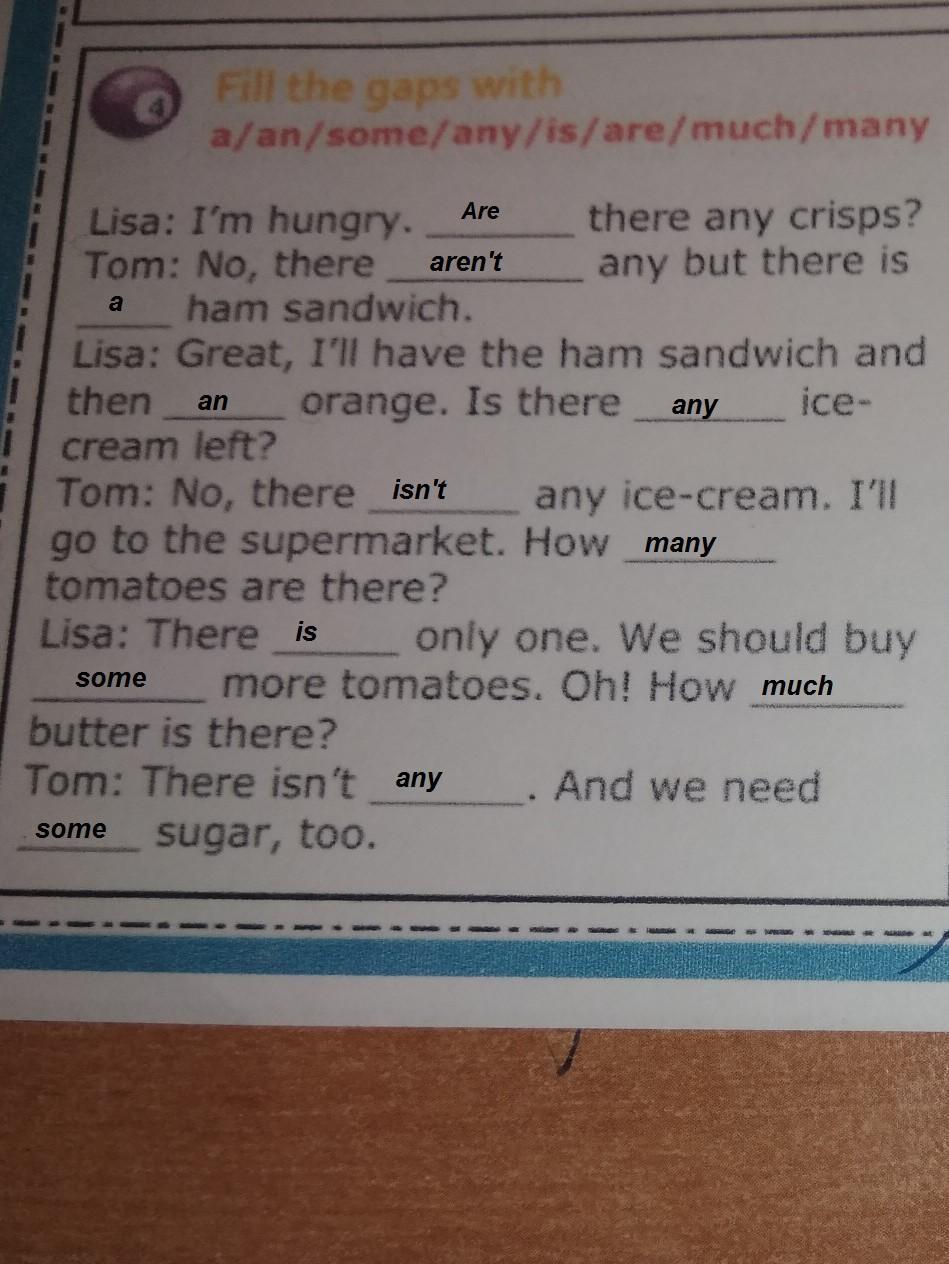 4
Fill the gaps with
a/an/some/any/is/are/much/many
Lisa: I'm hungry. Are there any crisps?
Tom: No, there aren't any but there is
a ham sandwich.
Lisa: Great, I'll have the ham sandwich and
then an orange. Is there any ice-
cream left?
Tom: No, there isn't any ice-cream. I'll
go to the supermarket. How many
tomatoes are there?
Lisa: There is only one. We should buy
some more tomatoes. Oh! How much
butter is there?
Tom: There isn't any. And we need
some sugar, too.